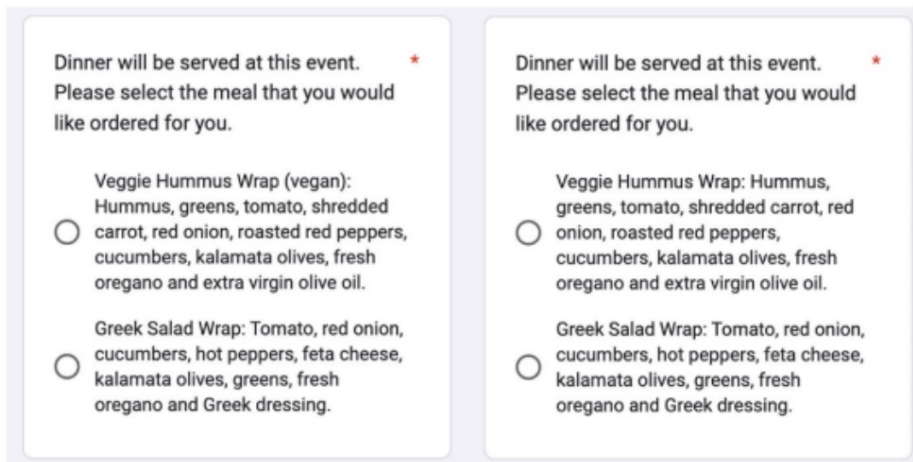 Dinner will be served at this event. *
Please select the meal that you would
like ordered for you.
Veggie Hummus Wrap (vegan):
Hummus, greens, tomato, shredded
carrot, red onion, roasted red peppers,
cucumbers, kalamata olives, fresh
oregano and extra virgin olive oil.
Greek Salad Wrap: Tomato, red onion,
cucumbers, hot peppers, feta cheese,
kalamata olives, greens, fresh
oregano and Greek dressing.
Dinner will be served at this event. *
Please select the meal that you would
like ordered for you.
Veggie Hummus Wrap: Hummus,
greens, tomato, shredded carrot, red
onion, roasted red peppers,
cucumbers, kalamata olives, fresh
oregano and extra virgin olive oil.
Greek Salad Wrap: Tomato, red onion,
cucumbers, hot peppers, feta cheese,
kalamata olives, greens, fresh
oregano and Greek dressing.